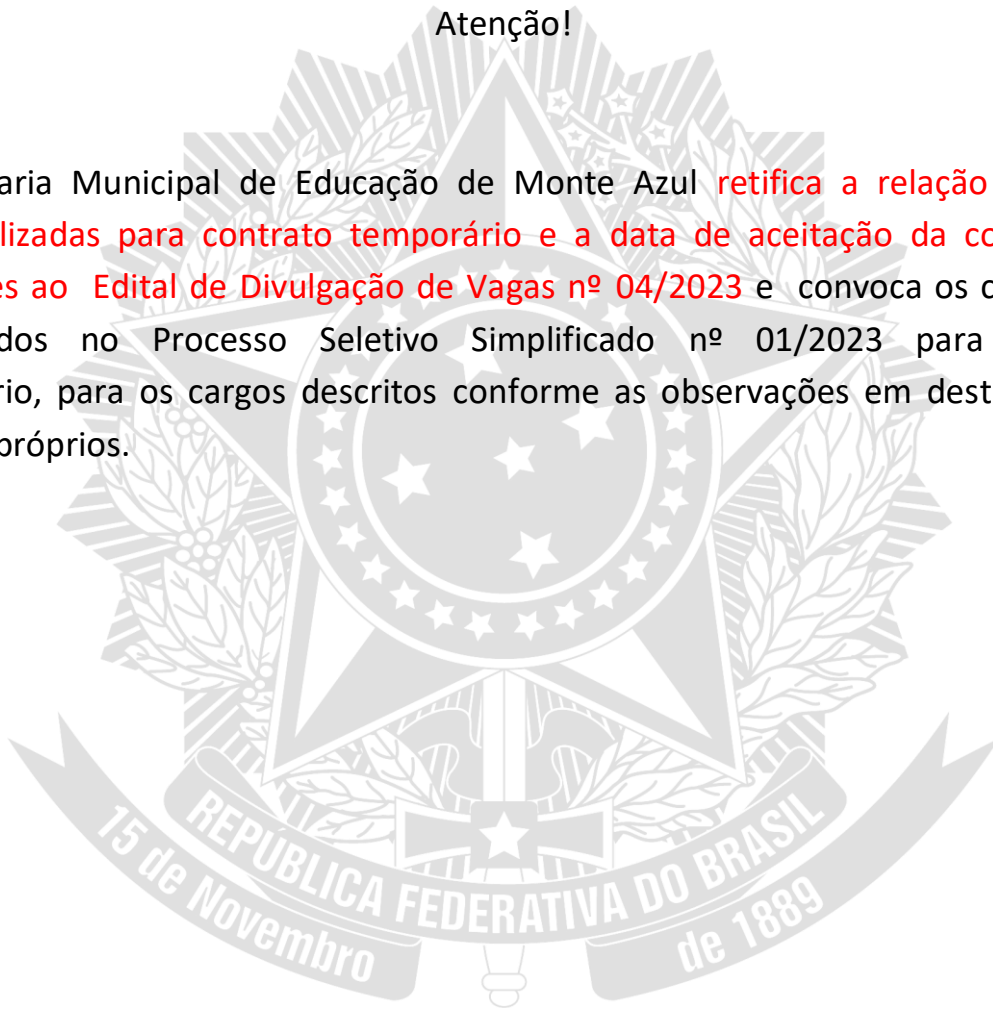 Atenção!
aria Municipal de Educação de Monte Azul retifica a relação
lizadas para contrato temporário e a data de aceitação da co
es ao Edital de Divulgação de Vagas nº 04/2023 e convoca os c
dos no Processo Seletivo Simplificado nº 01/2023 para
rio, para os cargos descritos conforme as observações em dest
próprios.
REPÚBLICA FEDERATIVA DO BRASIL
15 de Novembro de 1889